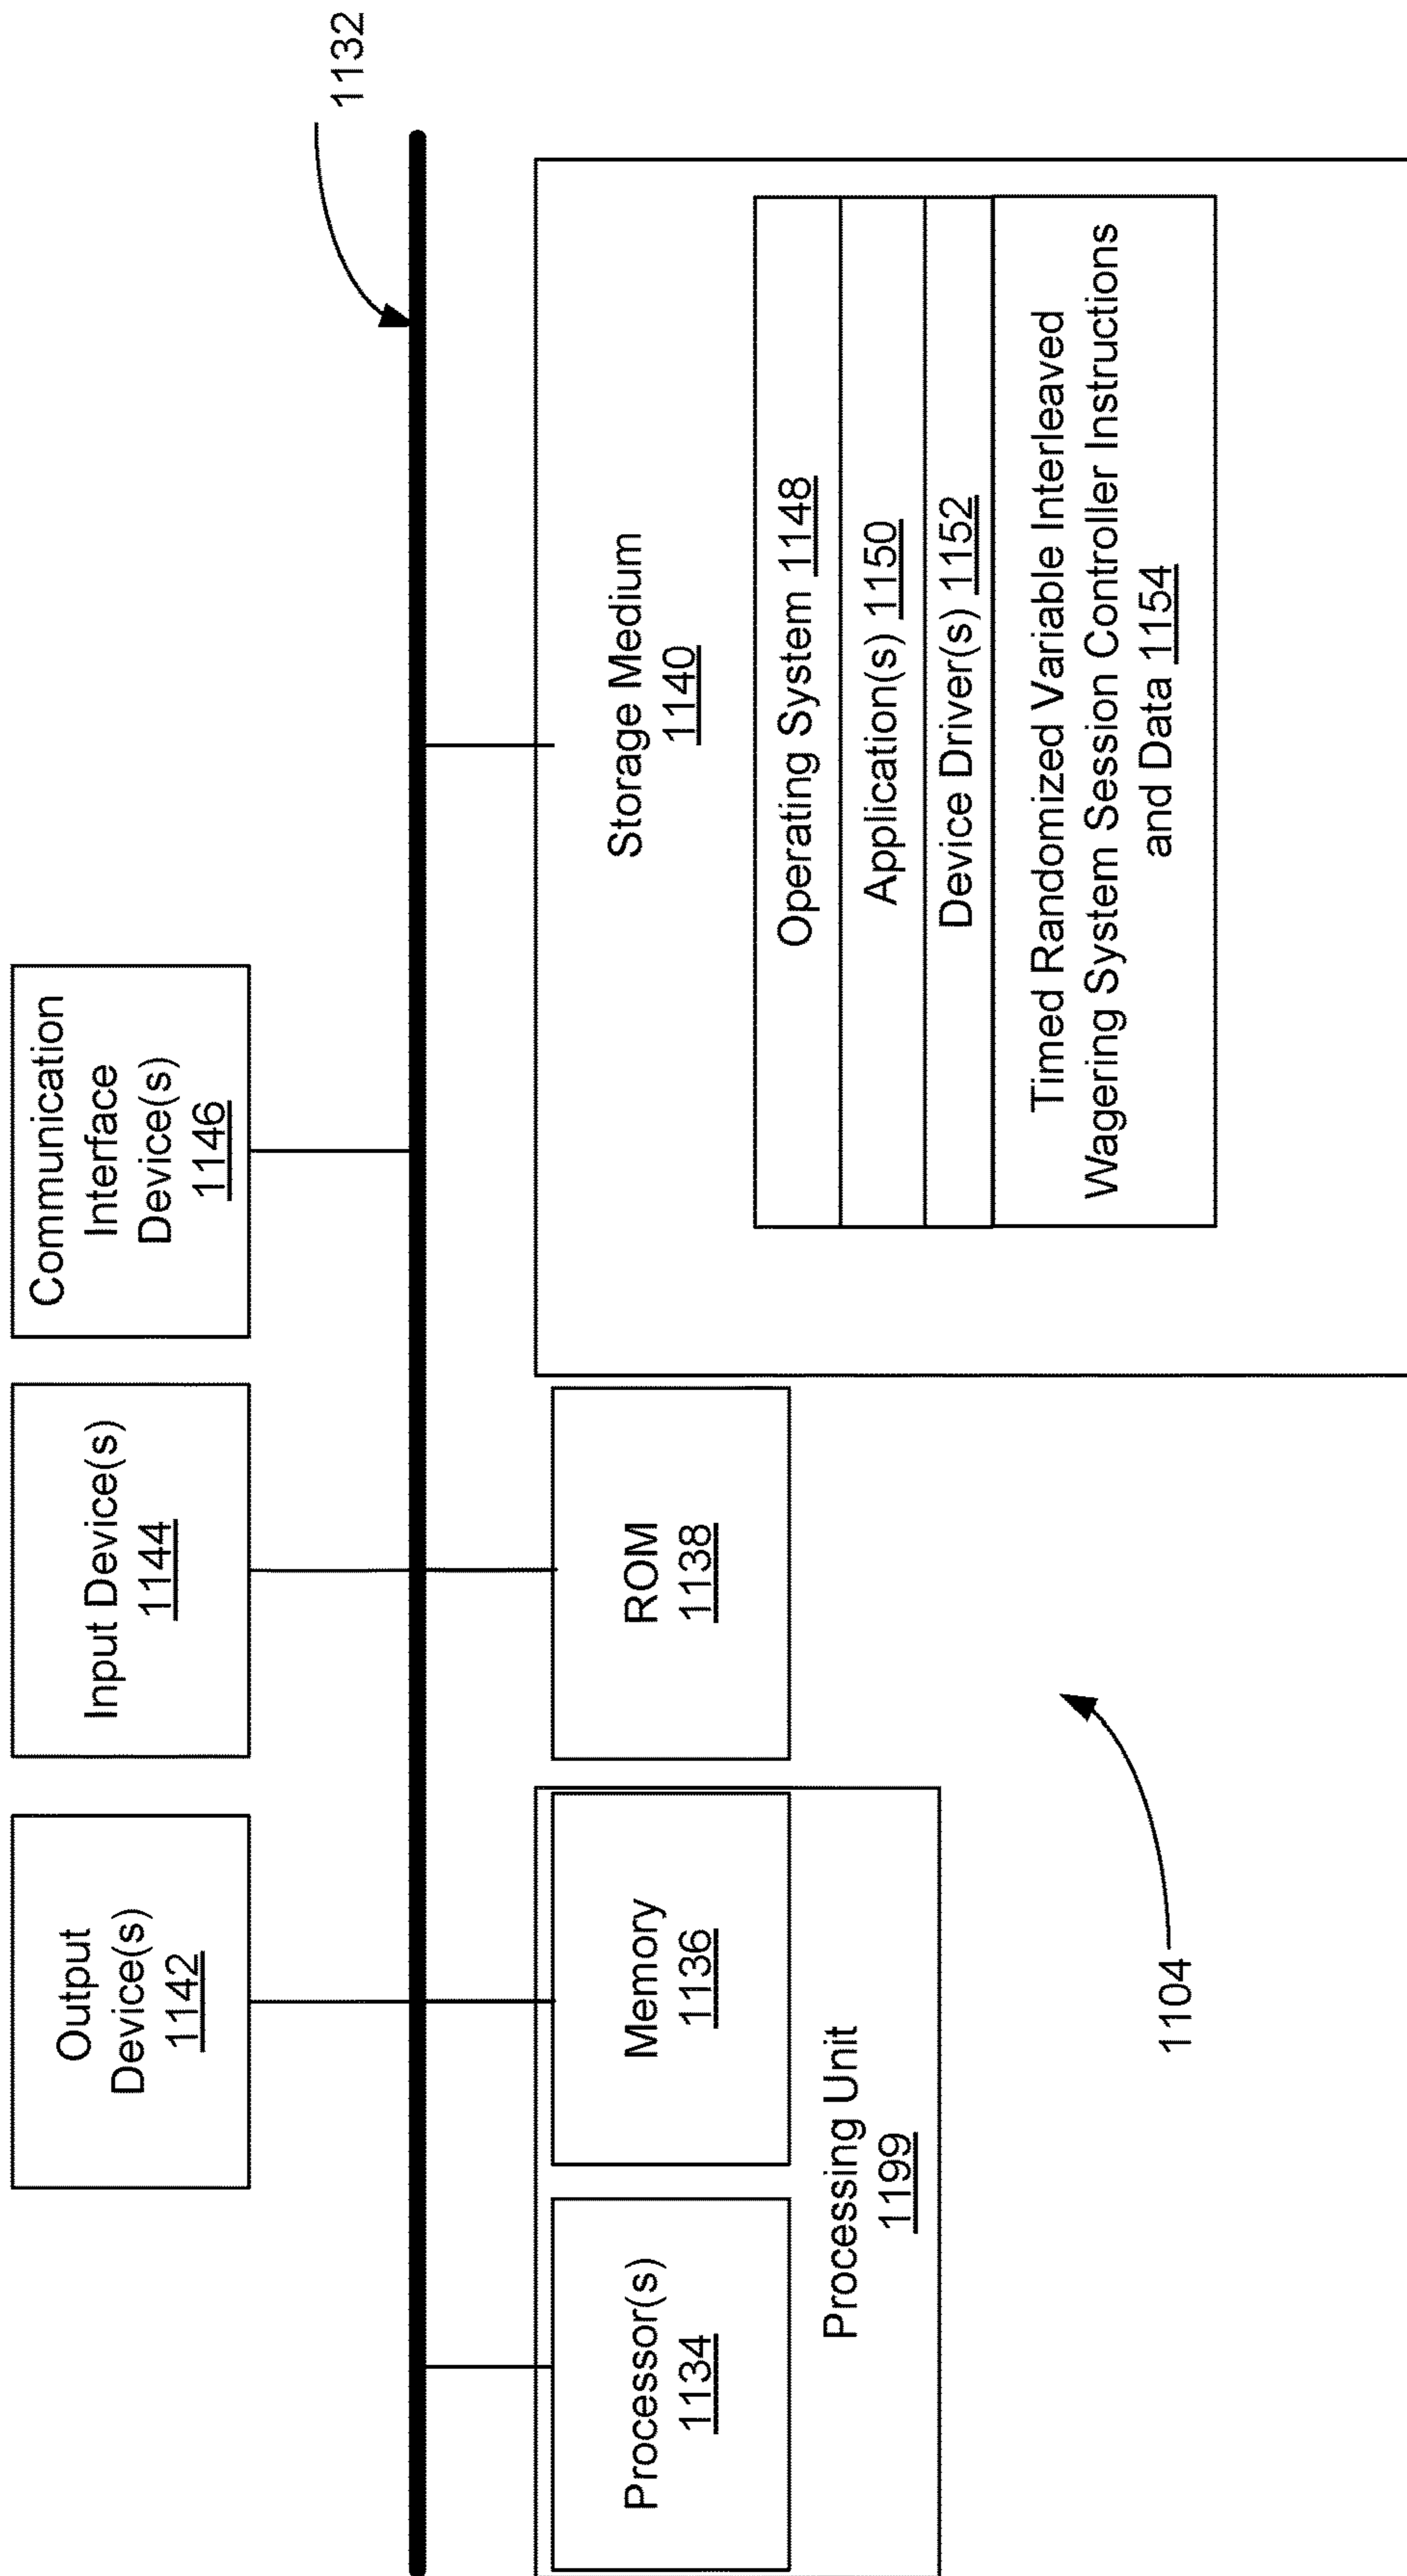 Output
Device(s)
1142
Input Device(s)
1144
Communication
Interface
Device(s)
1146
1132
Processor(s)
1134
Memory
1136
Processing Unit
1199
ROM
1138
Storage Medium
1140
Operating System 1148
Application(s) 1150
Device Driver(s) 1152
Timed Randomized Variable Interleaved
Wagering System Session Controller Instructions
and Data 1154
1104